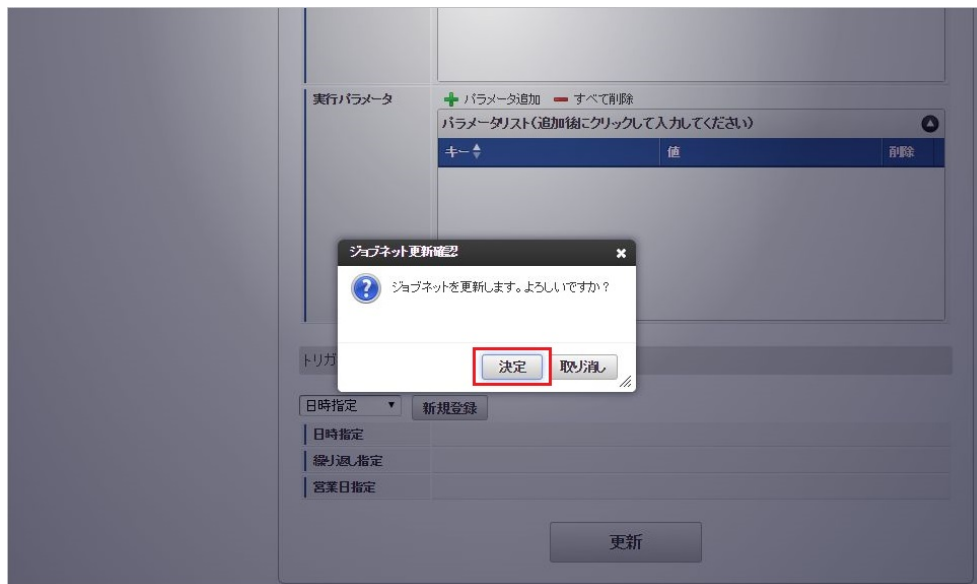 実行パラメータ
パラメータ追加 すべて削除
パラメータリスト(追加後にクリックして入力してください)
キー 値 削除
ジョブネット更新確認
ジョブネットを更新します。よろしいですか?
決定 取り消し
トリガ
日時指定 新規登録
日時指定
繰り返し指定
営業日指定
更新